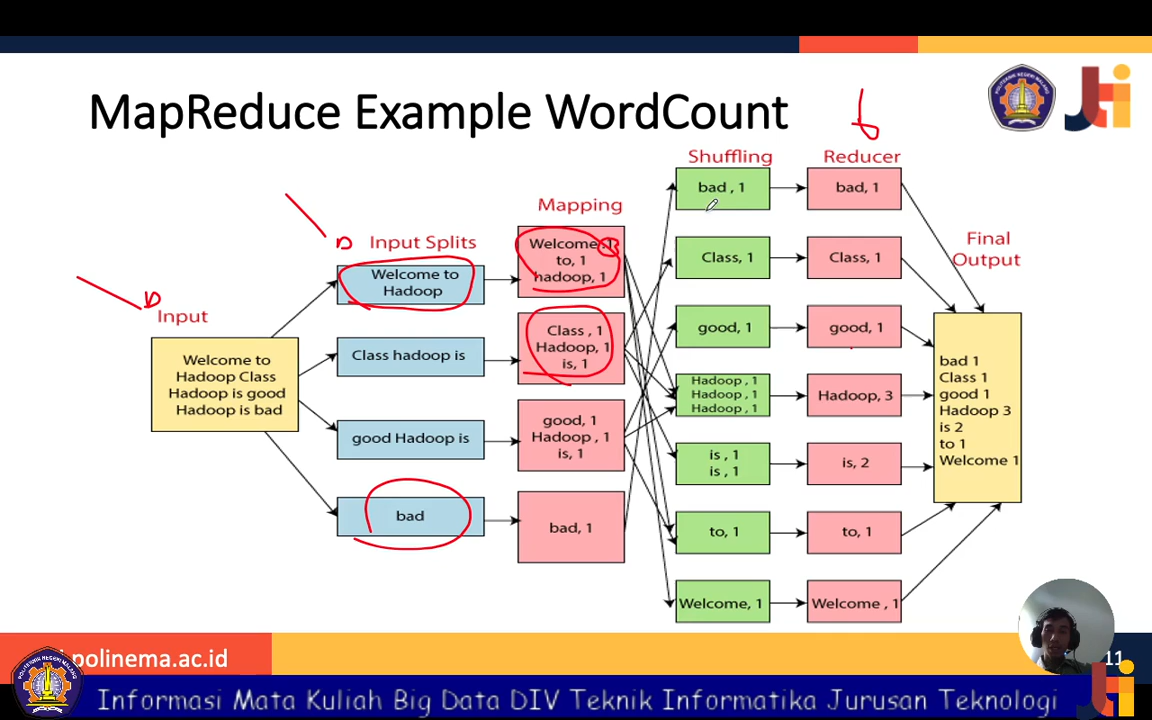 MapReduce Example WordCount
Input
Welcome to
Hadoop Class
Hadoop is good
Hadoop is bad
Input Splits
Welcome to
Hadoop
Class hadoop is
good Hadoop is
bad
Mapping
Welcome ,1
to, 1
hadoop, 1
Class , 1
Hadoop, 1
is, 1
good, 1
Hadoop , 1
is, 1
bad, 1
Shuffling
bad , 1
Class, 1
good, 1
Hadoop , 1
Hadoop , 1
Hadoop , 1
is , 1
is , 1
to, 1
Welcome, 1
Reducer
bad, 1
Class, 1
good, 1
Hadoop, 3
is, 2
to, 1
Welcome , 1
Final
Output
bad 1
Class 1
good 1
Hadoop 3
is 2
to 1
Welcome 1
.polinema.ac.id
11
Informasi Mata Kuliah Big Data DIV Teknik Informatika Jurusan Teknologi